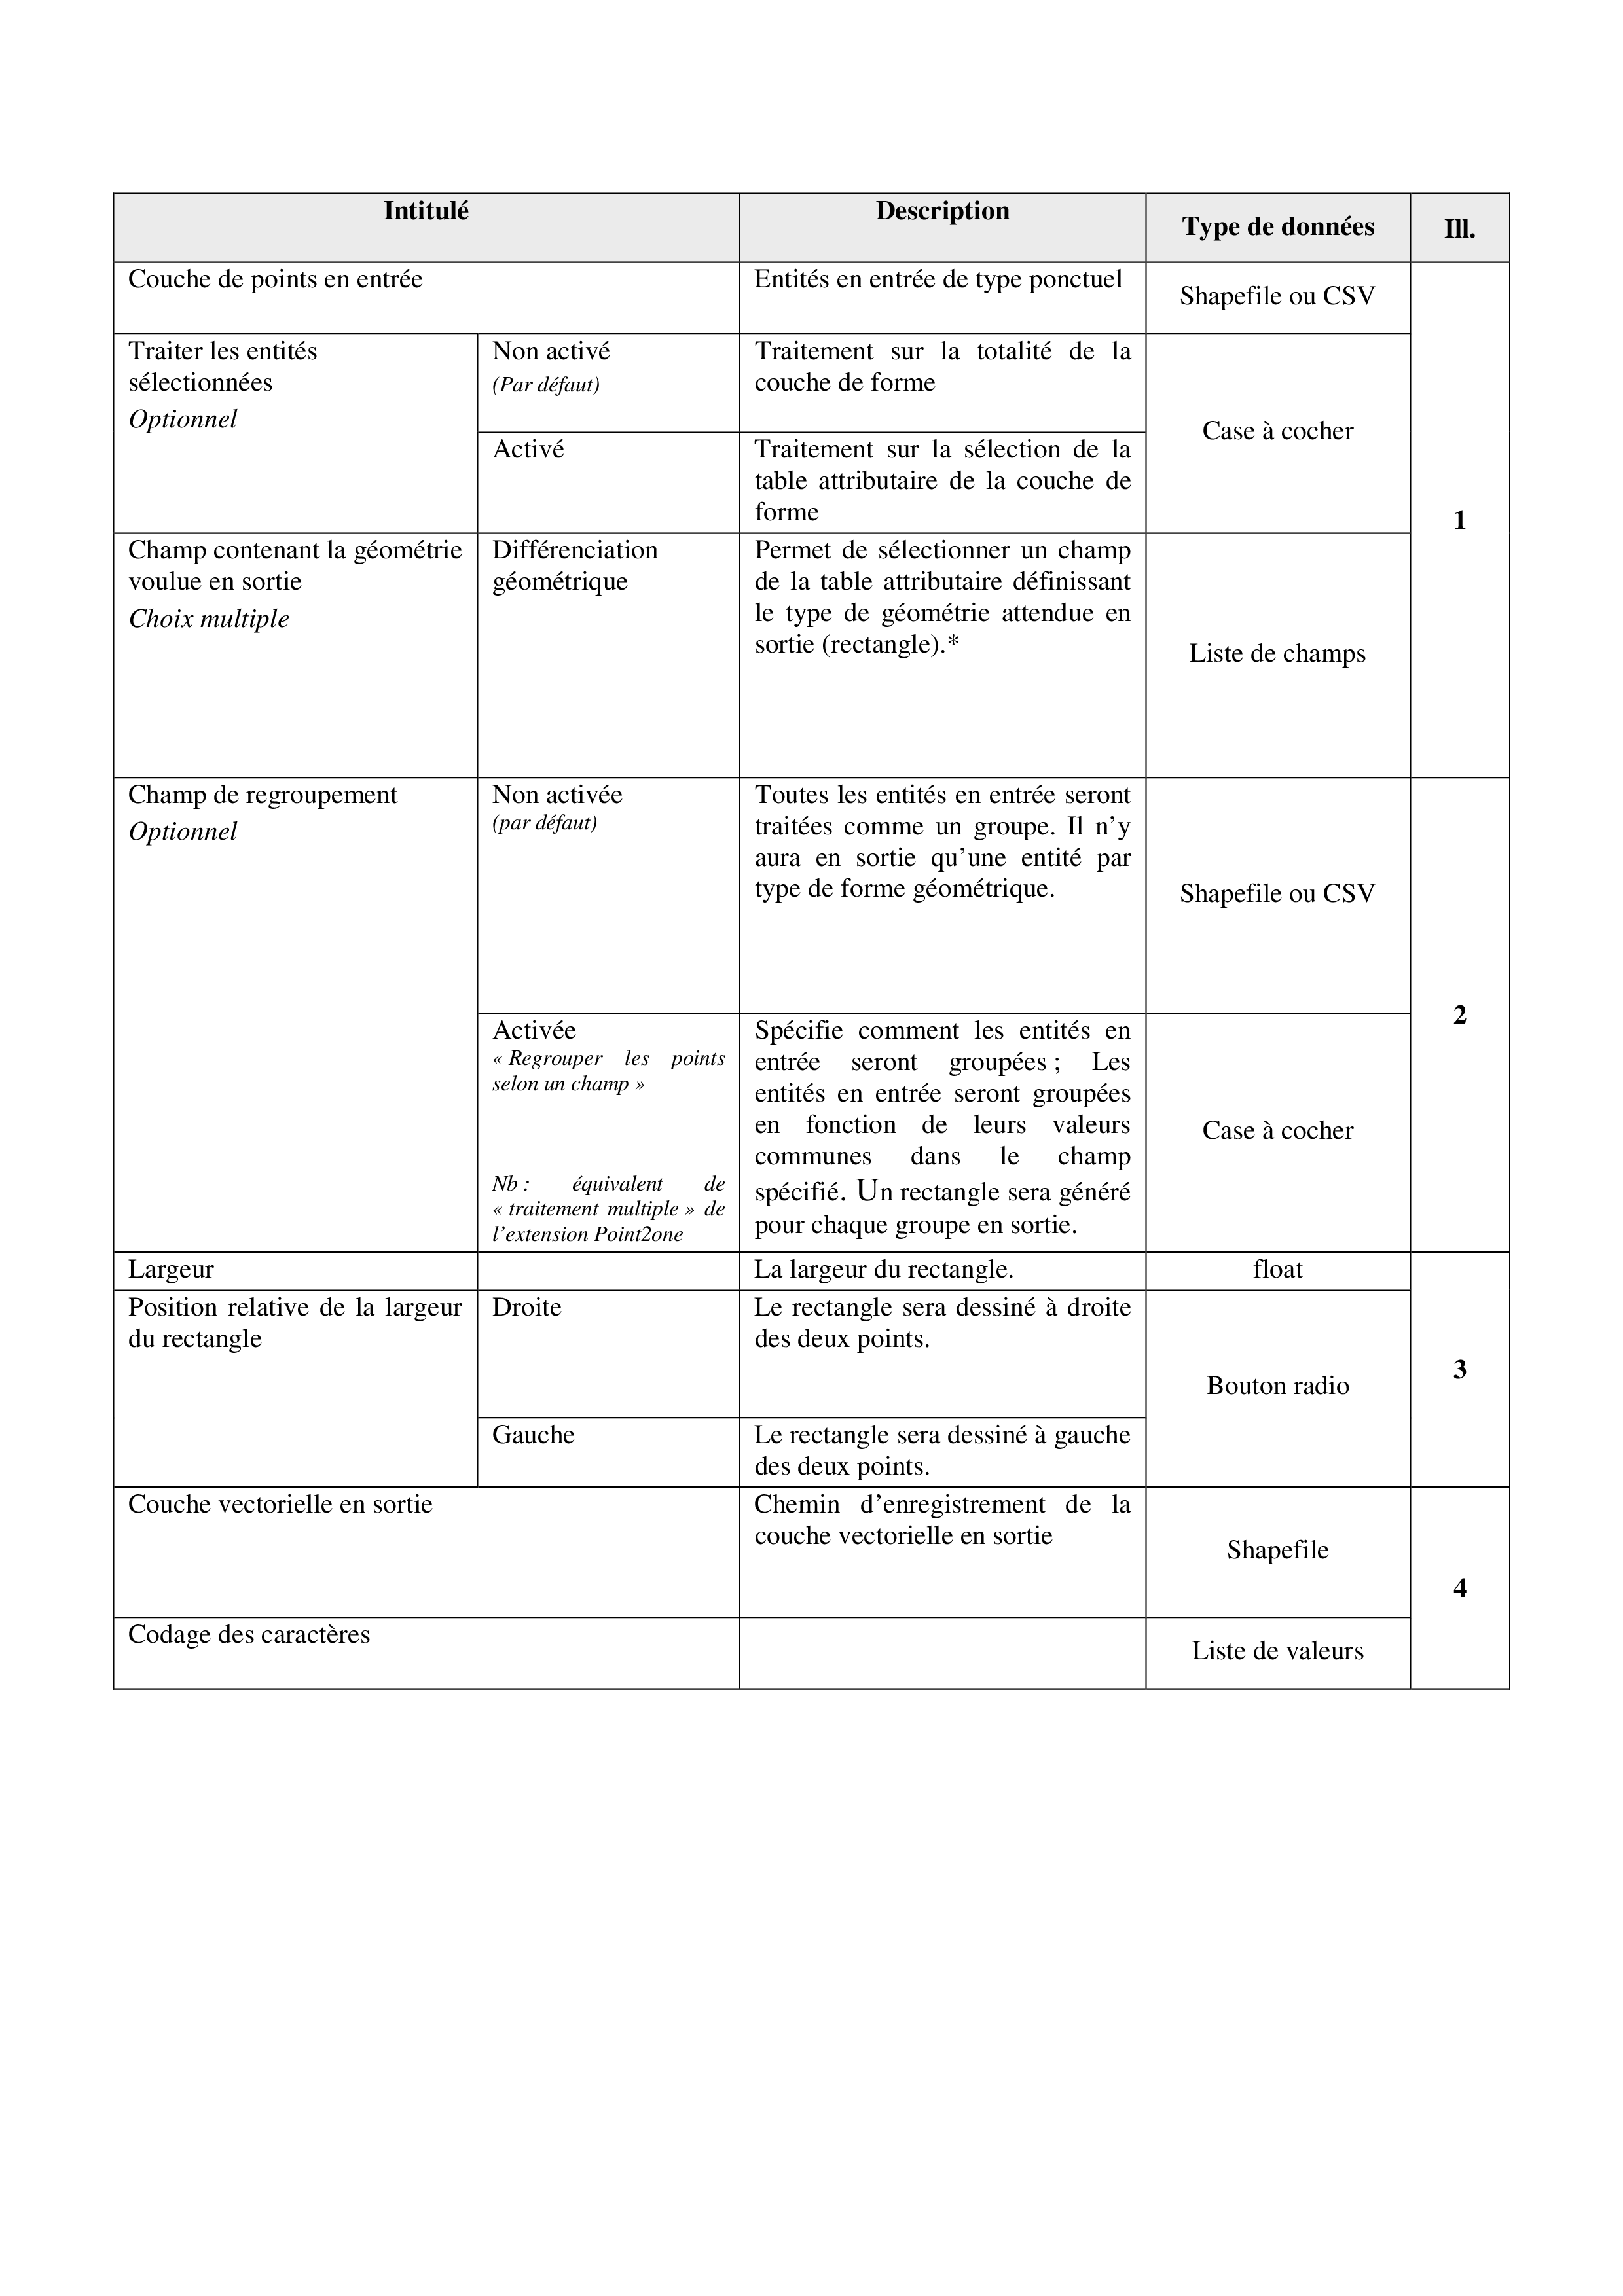 Intitulé
Description
Type de données
Ill.
Couche de points en entrée
Entités en entrée de type ponctuel
Shapefile ou CSV
1
Traiter les entités
sélectionnées
Optionnel
Non activé
(Par défaut)
Traitement sur la totalité de la
couche de forme
Case à cocher
Activé
Traitement sur la sélection de la
table attributaire de la couche de
forme
Champ contenant la géométrie
voulue en sortie
Choix multiple
Différenciation
géométrique
Permet de sélectionner un champ
de la table attributaire définissant
le type de géométrie attendue en
sortie (rectangle).*
Liste de champs
Champ de regroupement
Optionnel
Non activée
(par défaut)
Toutes les entités en entrée seront
traitées comme un groupe. Il n’y
aura en sortie qu’une entité par
type de forme géométrique.
Shapefile ou CSV
2
Activée
« Regrouper les points
selon un champ »
Nb : équivalent de
« traitement multiple » de
l’extension Point2one
Spécifie comment les entités en
entrée seront groupées ; Les
entités en entrée seront groupées
en fonction de leurs valeurs
communes dans le champ
spécifié. Un rectangle sera généré
pour chaque groupe en sortie.
Case à cocher
Largeur
La largeur du rectangle.
float
3
Position relative de la largeur
du rectangle
Droite
Le rectangle sera dessiné à droite
des deux points.
Bouton radio
Gauche
Le rectangle sera dessiné à gauche
des deux points.
Couche vectorielle en sortie
Chemin d’enregistrement de la
couche vectorielle en sortie
Shapefile
4
Codage des caractères
Liste de valeurs